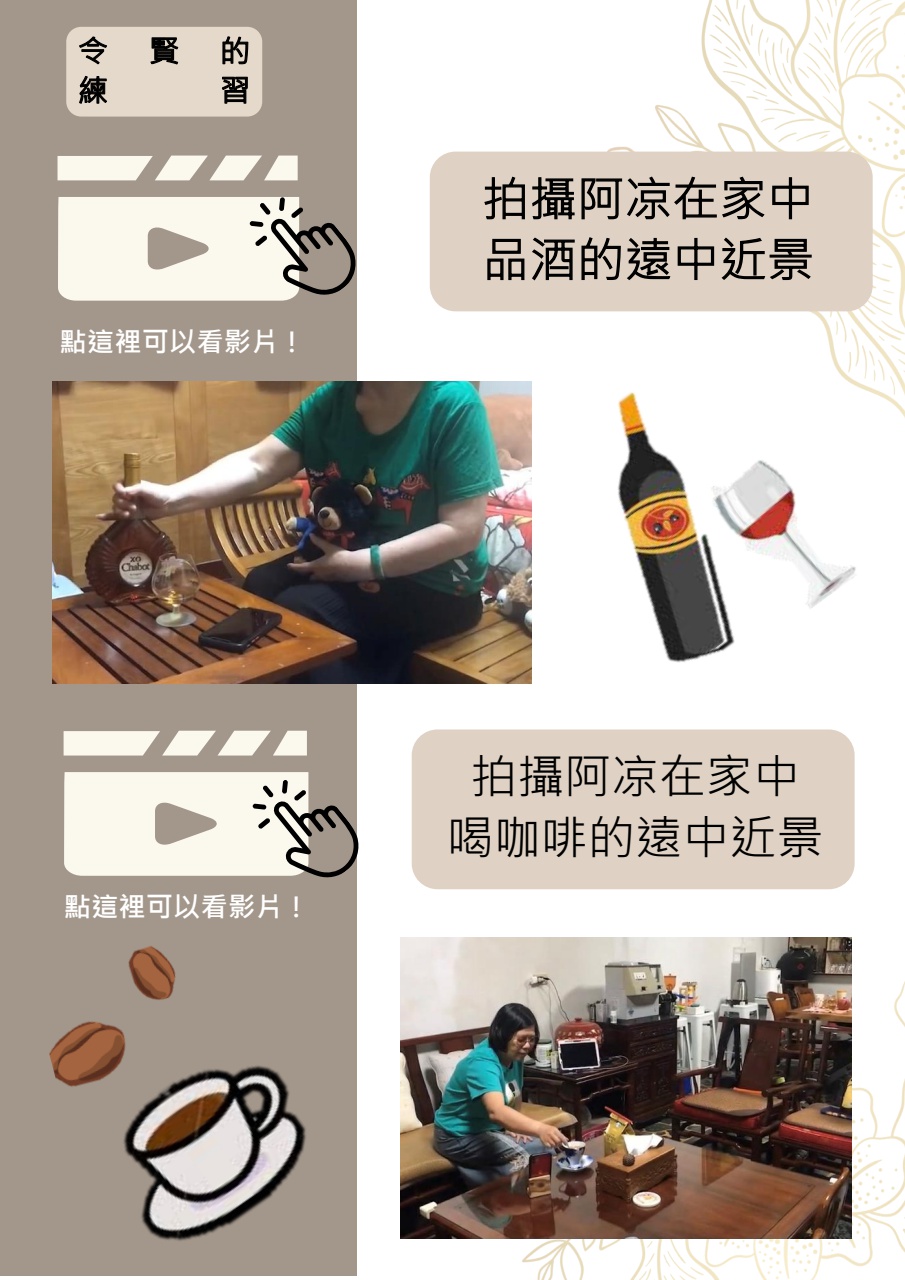 令賢的
練習
拍攝阿凉在家中
品酒的遠中近景
點這裡可以看影片！
XO
Chabot
拍攝阿凉在家中
喝咖啡的遠中近景
點這裡可以看影片！